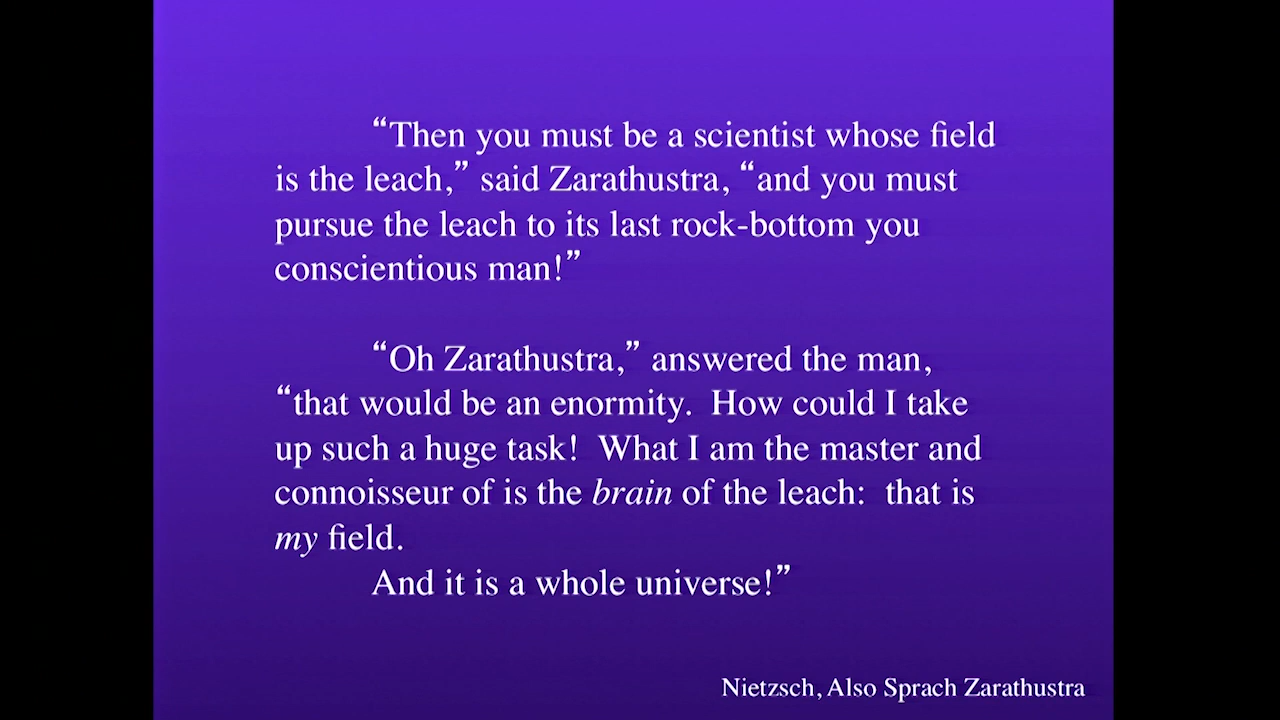 “Then you must be a scientist whose field
is the leach,” said Zarathustra, “and you must
pursue the leach to its last rock-bottom you
conscientious man!”
“Oh Zarathustra,” answered the man,
“that would be an enormity.  How could I take
up such a huge task!  What I am the master and
connoisseur of is the brain of the leach:  that is
my field.
And it is a whole universe!”
Nietzsch, Also Sprach Zarathustra